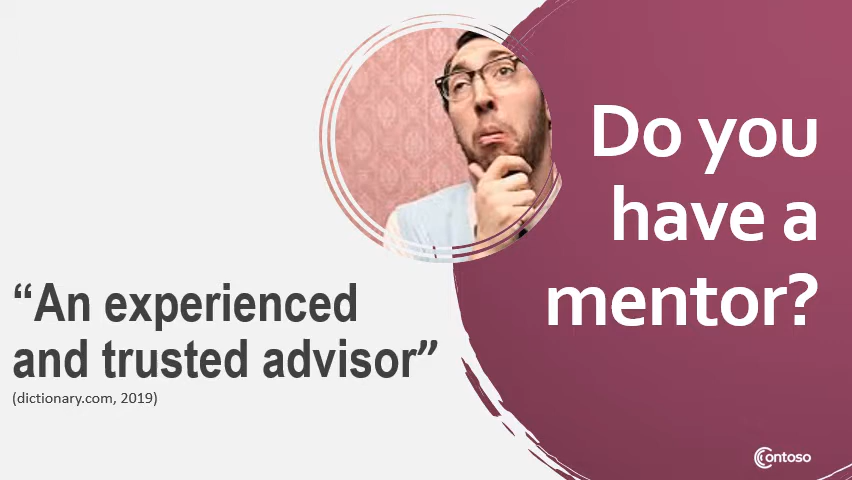 Do you
have a
mentor?
“An experienced
and trusted advisor”
(dictionary.com, 2019)
Contoso